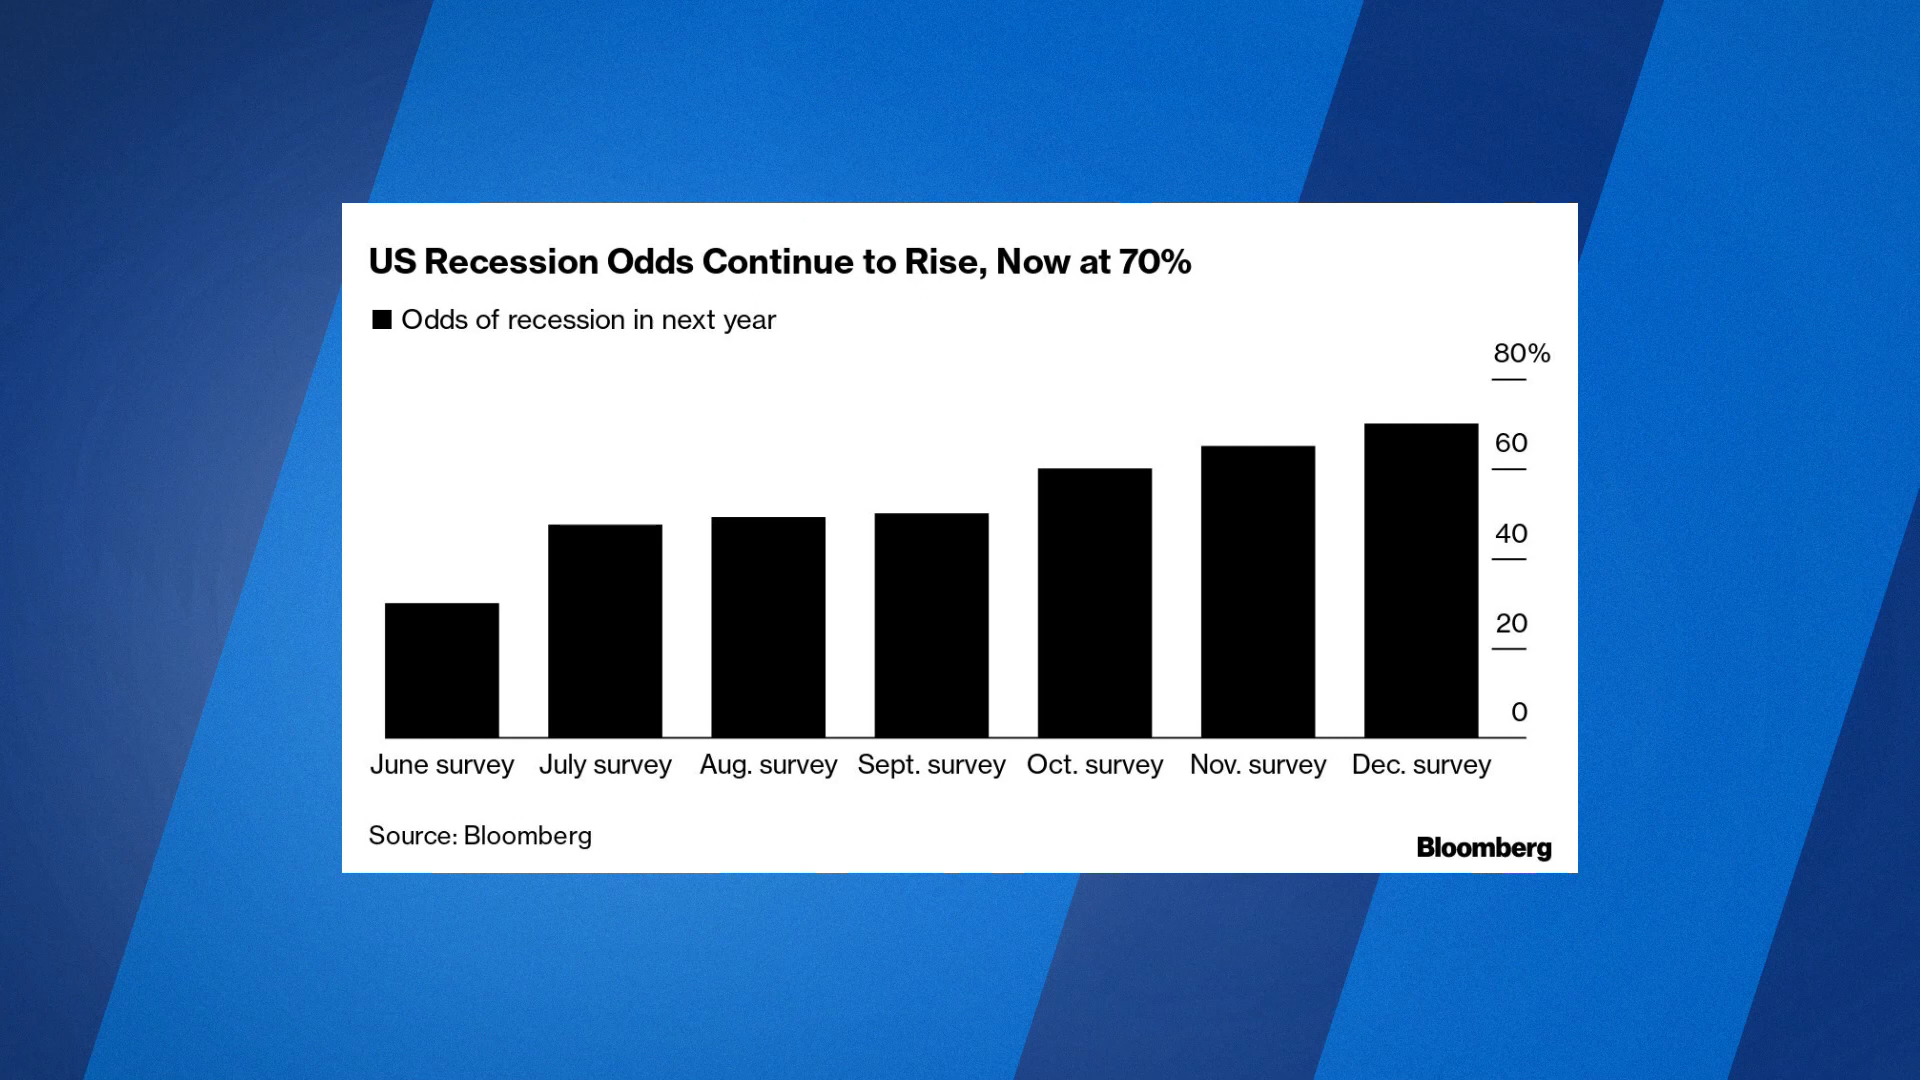 US Recession Odds Continue to Rise, Now at 70%
Odds of recession in next year
80%
60
40
20
0
June survey July survey Aug. survey Sept. survey Oct. survey Nov. survey Dec. survey
Source: Bloomberg
Bloomberg